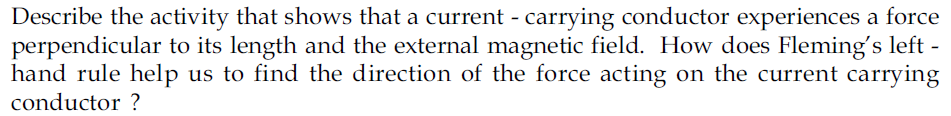 Describe the activity that shows that a current - carrying conductor experiences a force
perpendicular to its length and the external magnetic field.  How does Fleming's left -
hand rule help us to find the direction of the force acting on the current carrying
conductor ?